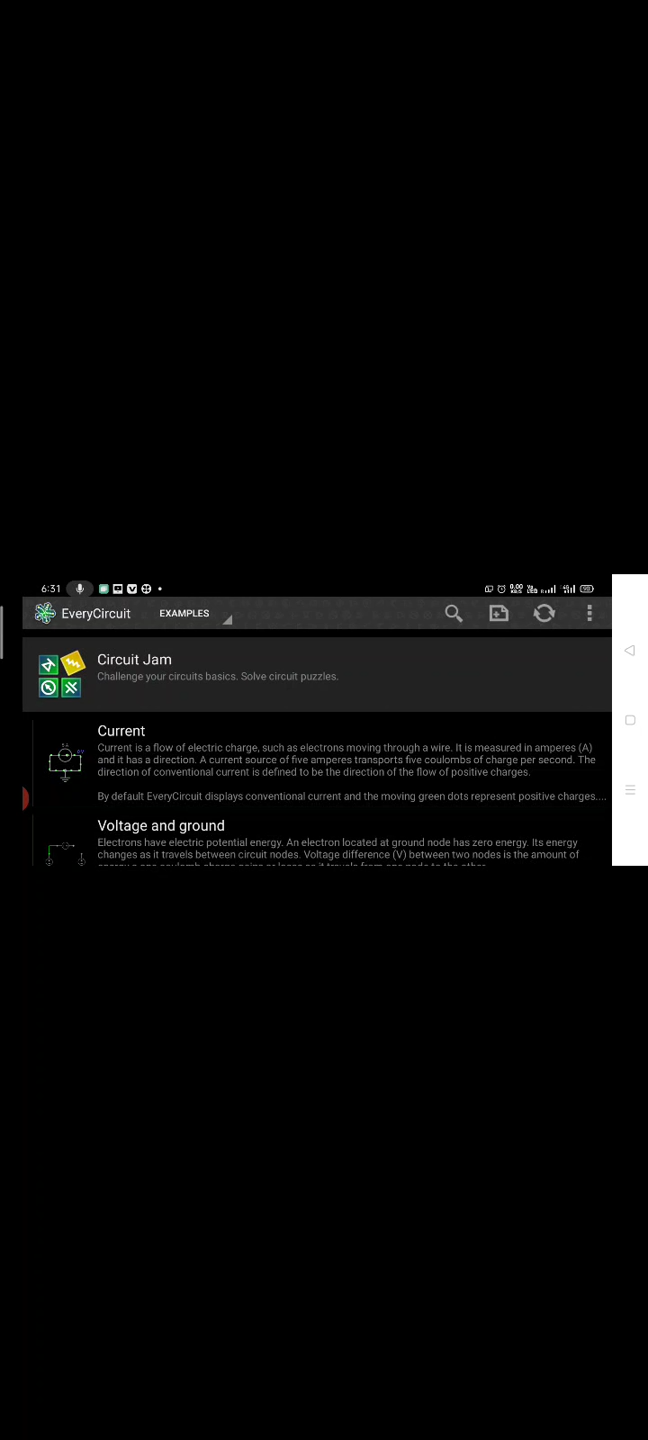 6:31
EveryCircuit EXAMPLES
Circuit Jam
Challenge your circuits basics. Solve circuit puzzles.
Current
Current is a flow of electric charge, such as electrons moving through a wire. It is measured in amperes (A)
and it has a direction. A current source of five amperes transports five coulombs of charge per second. The
direction of conventional current is defined to be the direction of the flow of positive charges.
By default EveryCircuit displays conventional current and the moving green dots represent positive charges....
Voltage and ground
Electrons have electric potential energy. An electron located at ground node has zero energy. Its energy
changes as it travels between circuit nodes. Voltage difference (V) between two nodes is the amount of